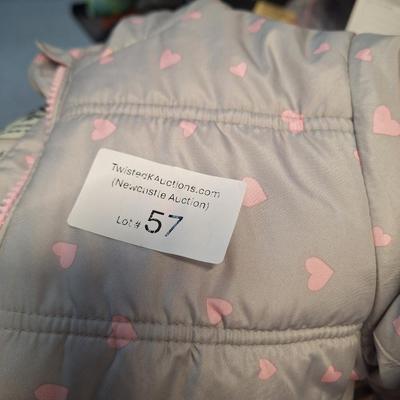 TwistedKAuctions.com
(Newcastle Auction)
Lot # 57